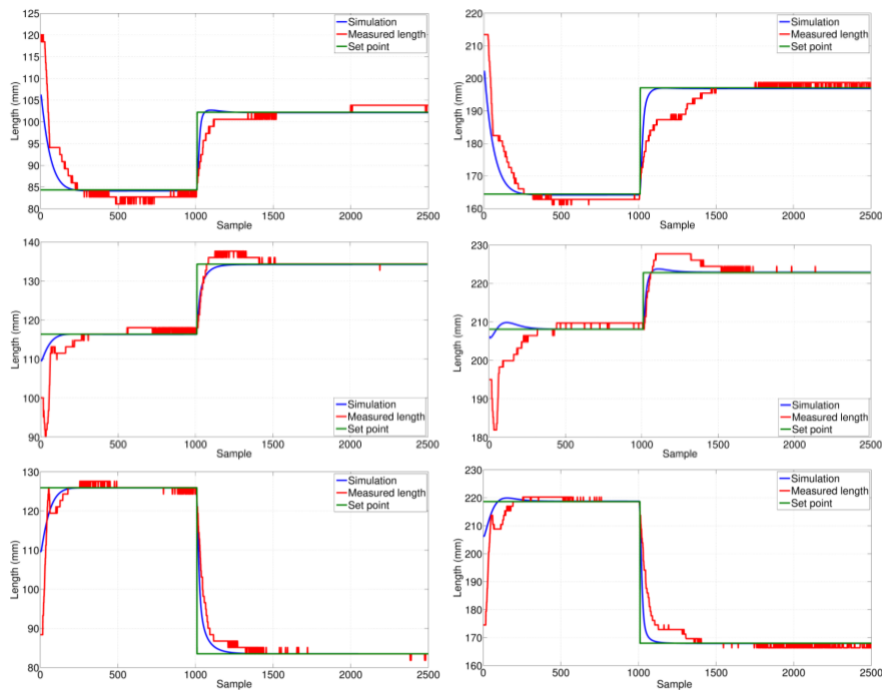 125
120
115
110
105
100
95
90
85
80
Length (mm)
0 500 1000 1500 2000 2500
Sample
Simulation
Measured length
Set point
220
210
200
190
180
170
160
Length (mm)
0 500 1000 1500 2000 2500
Sample
Simulation
Measured length
Set point
140
130
120
110
100
90
Length (mm)
0 500 1000 1500 2000 2500
Sample
Simulation
Measured length
Set point
230
220
210
200
190
180
Length (mm)
0 500 1000 1500 2000 2500
Sample
Simulation
Measured length
Set point
130
120
110
100
90
80
Length (mm)
0 500 1000 1500 2000 2500
Sample
Simulation
Measured length
Set point
230
220
210
200
190
180
170
160
Length (mm)
0 500 1000 1500 2000 2500
Sample
Simulation
Measured length
Set point